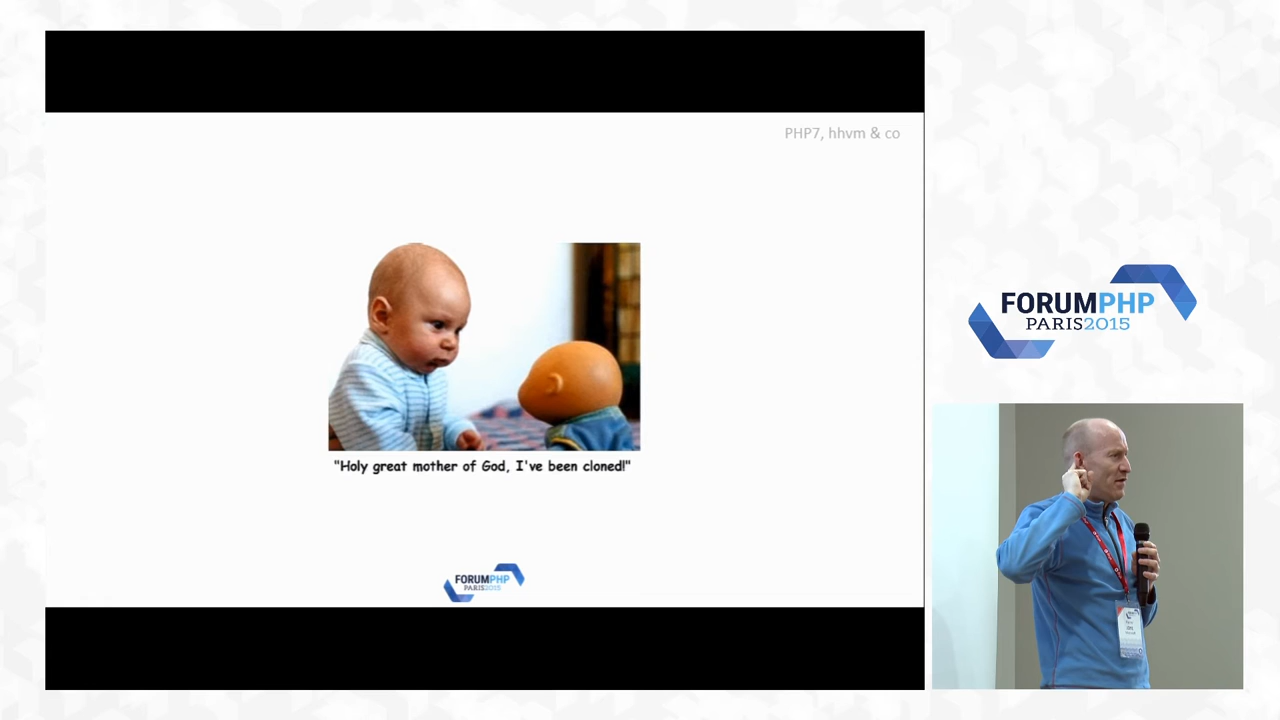 PHP7, hhvm & co
"Holy great mother of God, I've been cloned!"
FORUMPHP
PARIS2015
FORUMPHP
PARIS2015